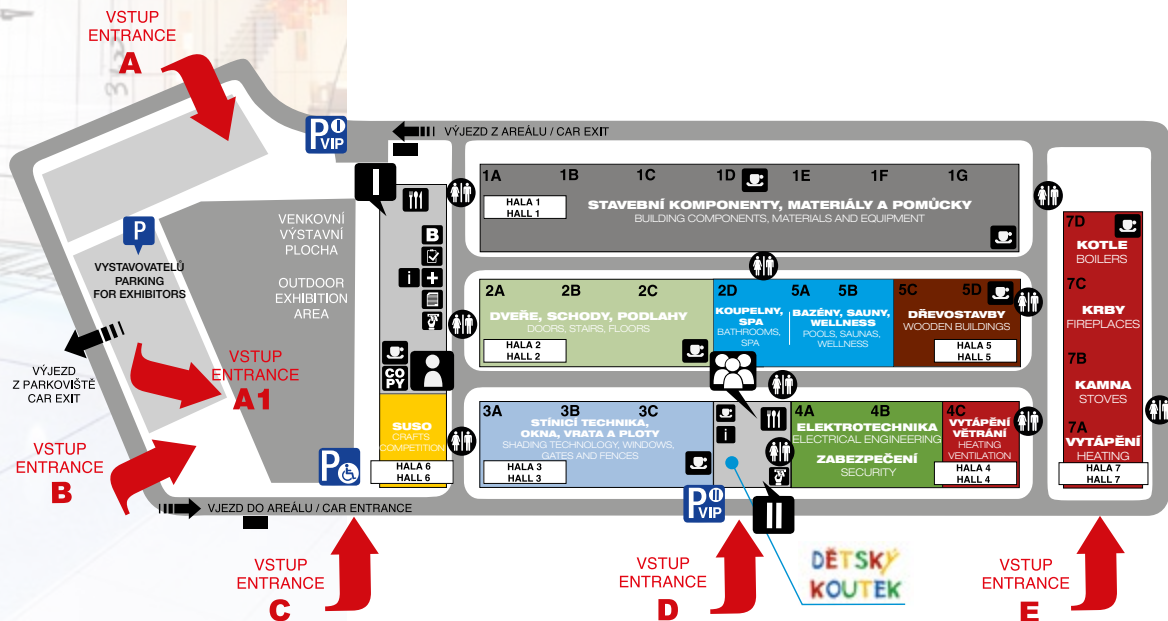 VSTUP
ENTRANCE
A
P VIP I
VÝJEZD Z AREÁLU / CAR EXIT
I
1A 1B 1C 1D 1E 1F 1G
HALA 1
HALL 1
STAVEBNÍ KOMPONENTY, MATERIÁLY A POMŮCKY
BUILDING COMPONENTS, MATERIALS AND EQUIPMENT
P
VYSTAVOVATELŮ
PARKING
FOR EXHIBITORS
VENKOVNÍ
VÝSTAVNÍ
PLOCHA
OUTDOOR
EXHIBITION
AREA
B
i
COPY
2A 2B 2C
DVEŘE, SCHODY, PODLAHY
DOORS, STAIRS, FLOORS
HALA 2
HALL 2
2D
KOUPELNY,
SPA
BATHROOMS,
SPA
5A 5B
BAZÉNY, SAUNY,
WELLNESS
POOLS, SAUNAS,
WELLNESS
5C 5D
DŘEVOSTAVBY
WOODEN BUILDINGS
HALA 5
HALL 5
7D
KOTLE
BOILERS
7C
KRBY
FIREPLACES
7B
KAMNA
STOVES
7A
VYTÁPĚNÍ
HEATING
HALA 7
HALL 7
VÝJEZD
Z PARKOVIŠTĚ
CAR EXIT
VSTUP
ENTRANCE
A1
VSTUP
ENTRANCE
B
SUSO
CRAFTS
COMPETITION
HALA 6
HALL 6
3A 3B 3C
STÍNICÍ TECHNIKA,
OKNA, VRATA A PLOTY
SHADING TECHNOLOGY, WINDOWS,
GATES AND FENCES
HALA 3
HALL 3
i
4A 4B
ELEKTROTECHNIKA
ELECTRICAL ENGINEERING
ZABEZPEČENÍ
SECURITY
4C
VYTÁPĚNÍ
VĚTRÁNÍ
HEATING
VENTILATION
HALA 4
HALL 4
P
P VIP II
II
VJEZD DO AREÁLU / CAR ENTRANCE
VSTUP
ENTRANCE
C
VSTUP
ENTRANCE
D
DĚTSKÝ
KOUTEK
VSTUP
ENTRANCE
E